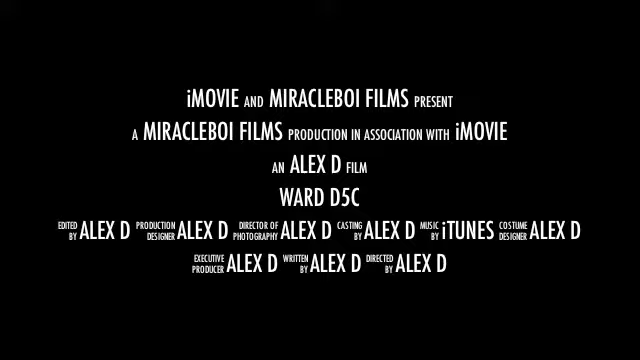 iMOVIE AND MIRACLEBOI FILMS PRESENT
A MIRACLEBOI FILMS PRODUCTION IN ASSOCIATION WITH iMOVIE
AN ALEX D FILM
WARD D5C
EDITED BY ALEX D PRODUCTION DESIGNER ALEX D DIRECTOR OF PHOTOGRAPHY ALEX D CASTING BY ALEX D MUSIC BY iTUNES COSTUME DESIGNER ALEX D
EXECUTIVE PRODUCER ALEX D WRITTEN BY ALEX D DIRECTED BY ALEX D